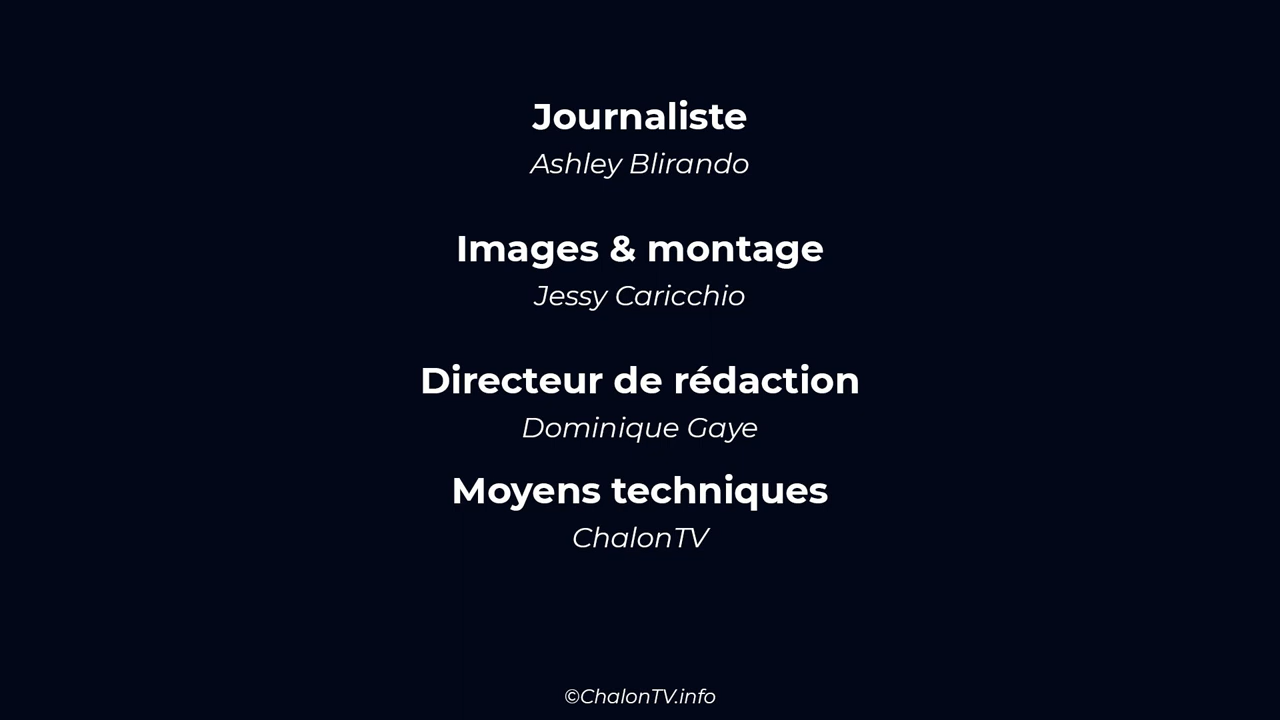 Journaliste
Ashley Blirando
Images & montage
Jessy Caricchio
Directeur de rédaction
Dominique Gaye
Moyens techniques
ChalonTV
©ChalonTV.info